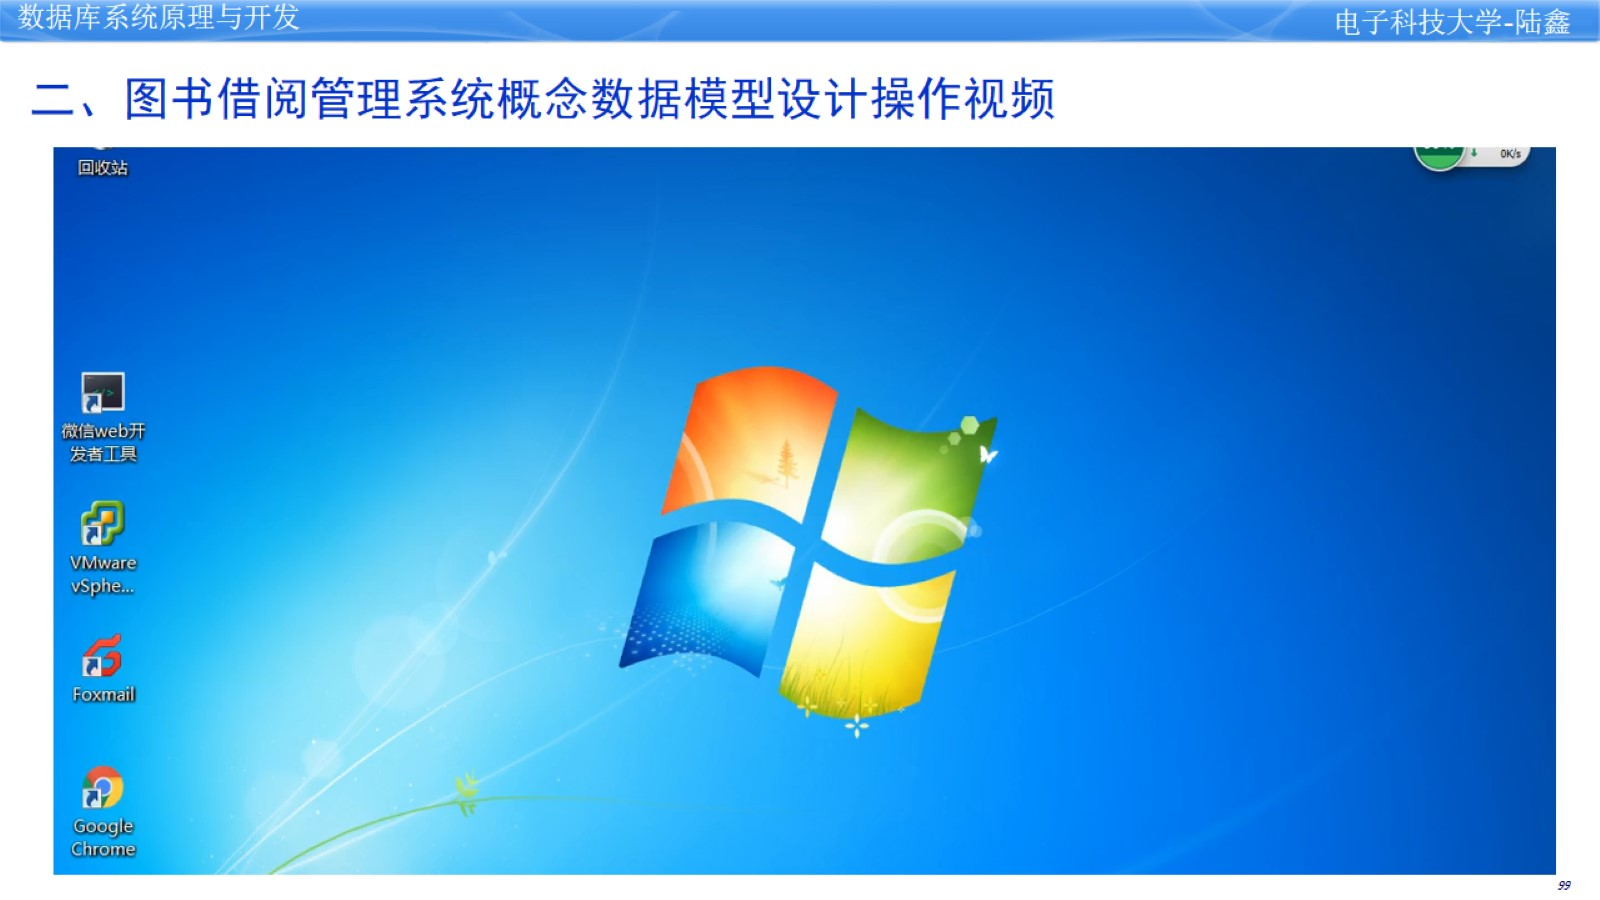 数据库系统原理与开发
电子科技大学-陆鑫
二、图书借阅管理系统概念数据模型设计操作视频
回收站
0K/s
微信web开
发者工具
VMware
vSphe...
Foxmail
Google
Chrome
99